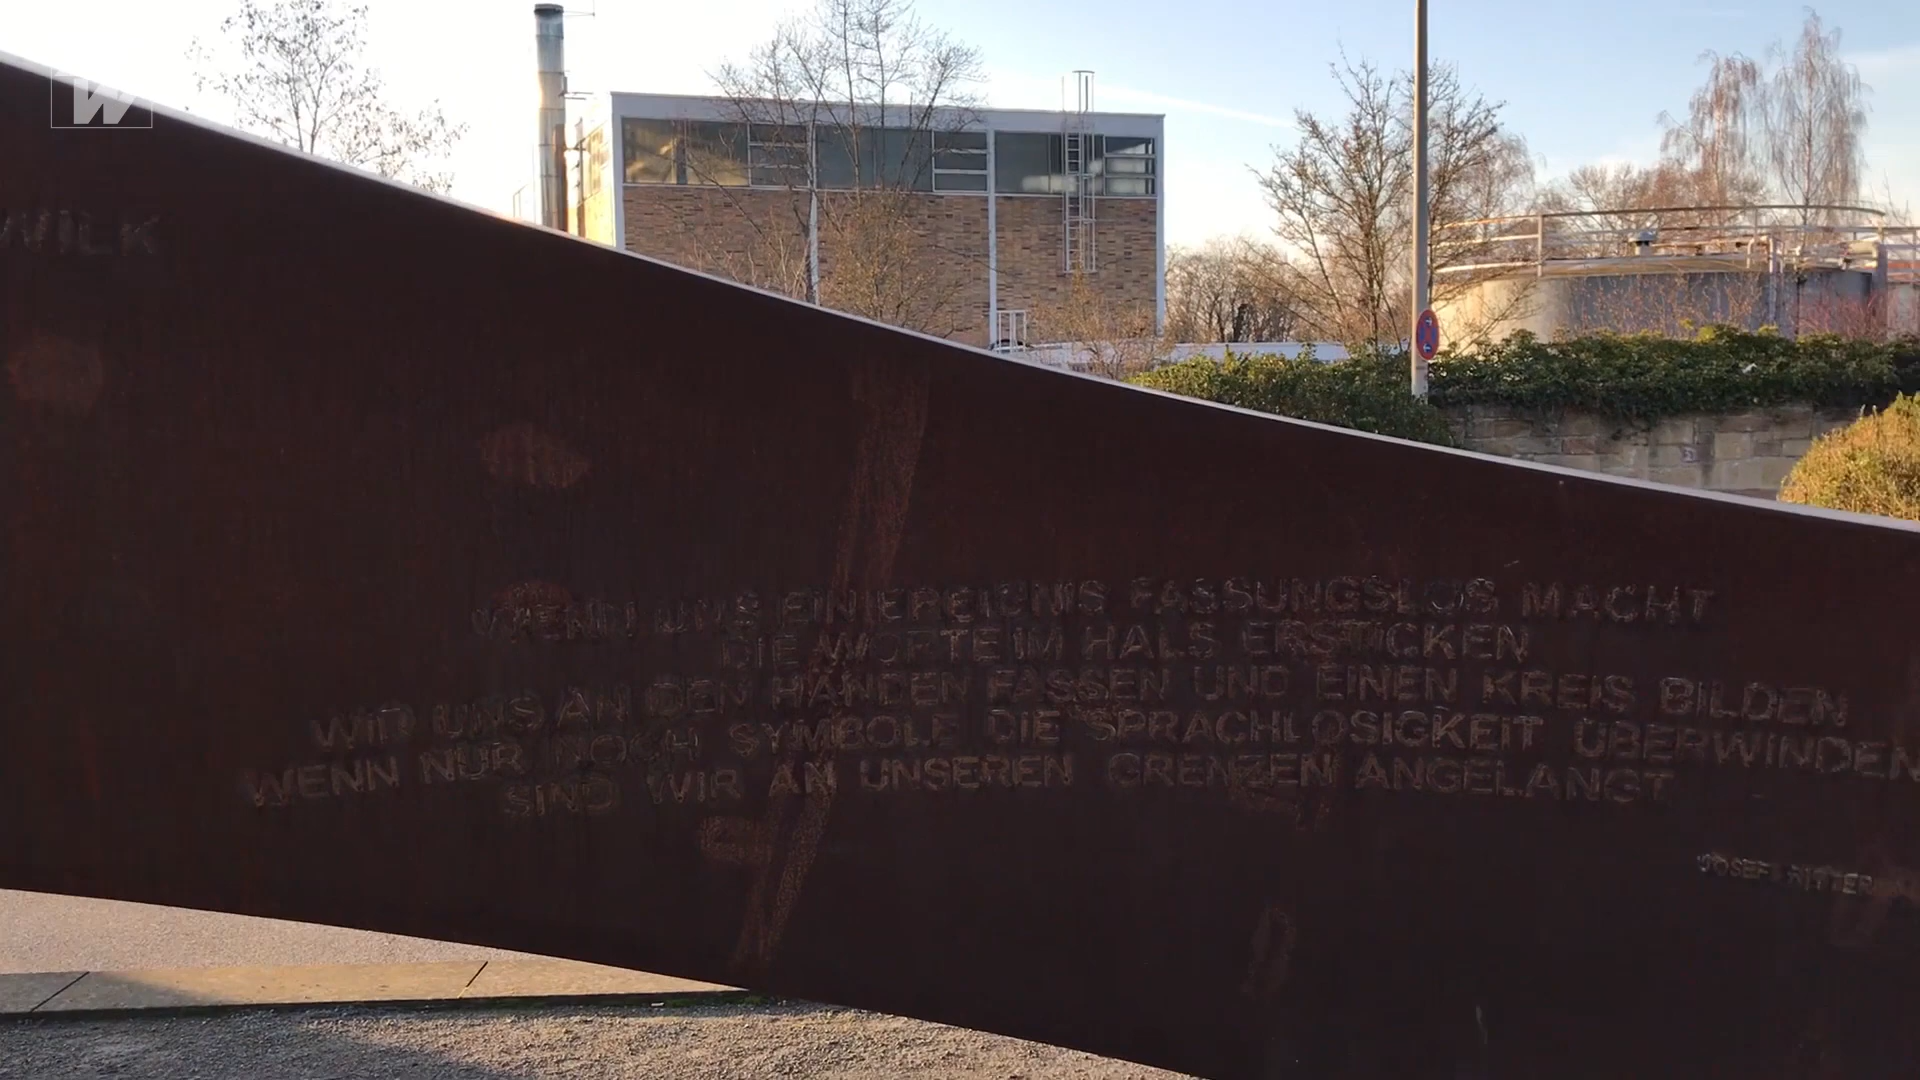 W
WILK
WENN UNS EIN EREIGNIS FASSUNGSLOS MACHT
DIE WORTE IM HALS ERSTICKEN
WIR UNS AN DEN HÄNDEN FASSEN UND EINEN KREIS BILDEN
WENN NUR NOCH SYMBOLE DIE SPRACHLOSIGKEIT ÜBERWINDEN
SIND WIR AN UNSEREN GRENZEN ANGELANGT
JOSEF RITTER